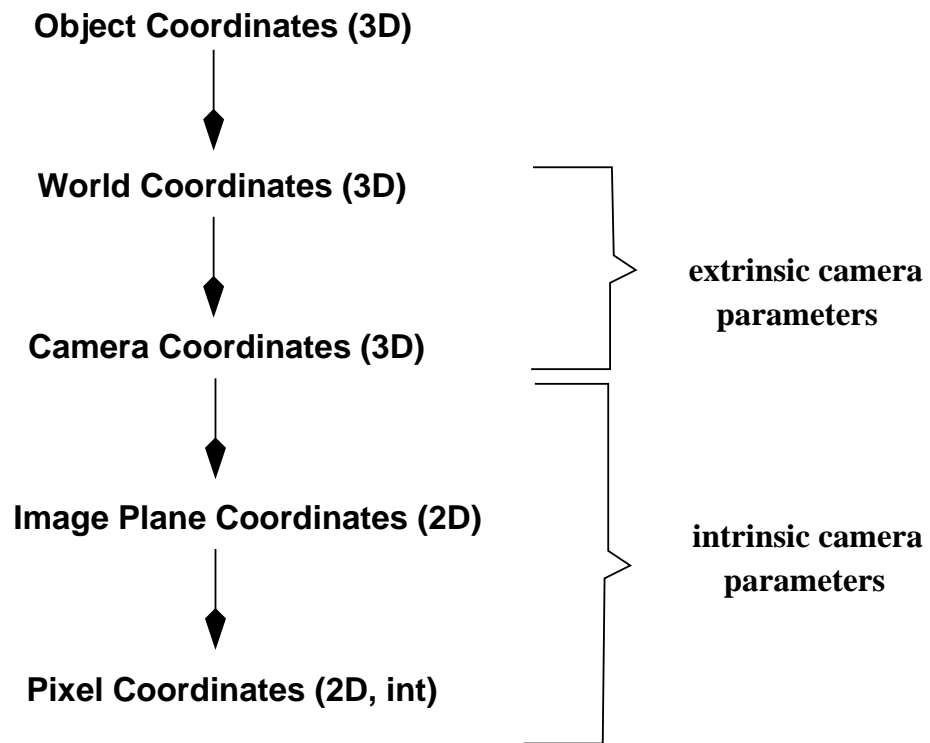 Object Coordinates (3D)
World Coordinates (3D)
extrinsic camera
parameters
Camera Coordinates (3D)
Image Plane Coordinates (2D)
intrinsic camera
parameters
Pixel Coordinates (2D, int)